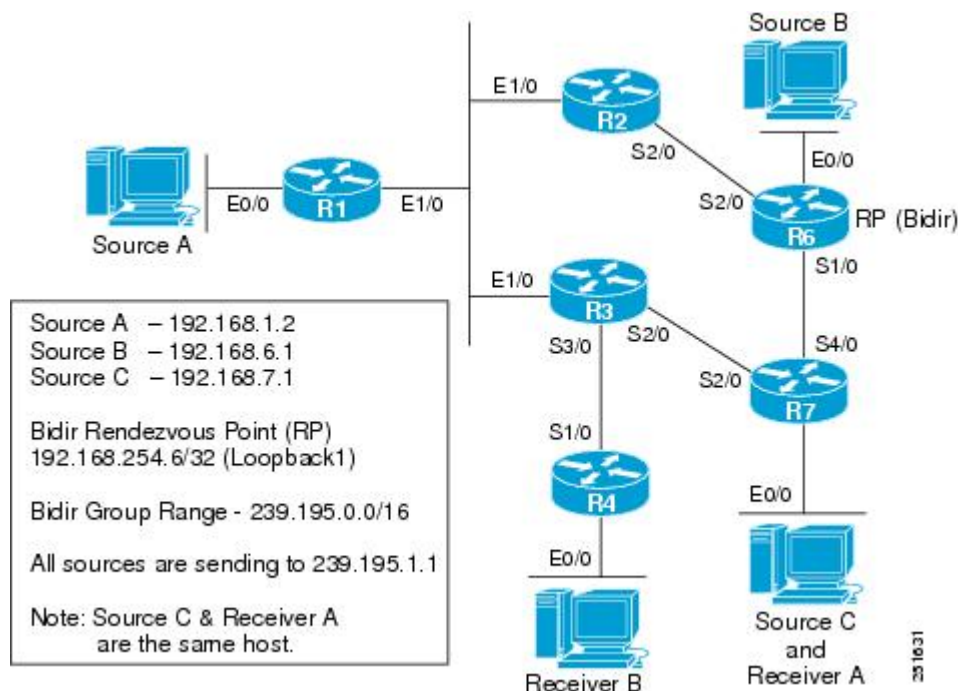 Source B
E1/0
R2
S2/0
E0/0
E0/0
R1
E1/0
S2/0
R6
RP (Bidir)
Source A
S1/0
E1/0
R3
S3/0
S2/0
S4/0
S2/0
R7
S1/0
R4
E0/0
E0/0
Source A – 192.168.1.2
Source B – 192.168.6.1
Source C – 192.168.7.1
Bidir Rendezvous Point (RP)
192.168.254.6/32 (Loopback1)
Bidir Group Range - 239.195.0.0/16
All sources are sending to 239.195.1.1
Note: Source C & Receiver A
are the same host.
Receiver B
Source C
and
Receiver A